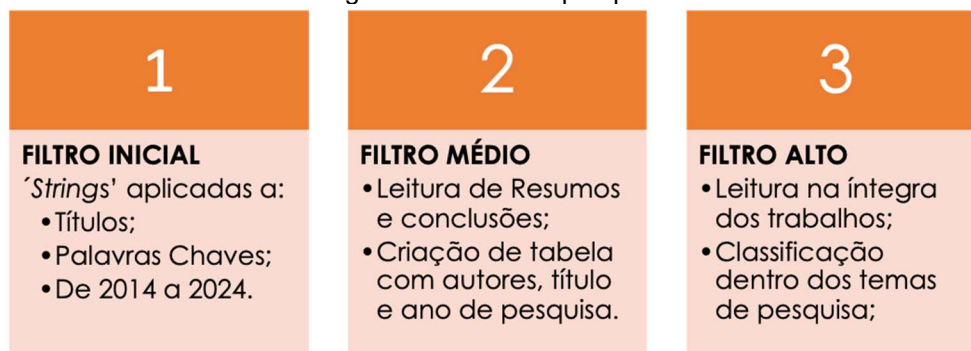 1
FILTRO INICIAL
´Strings’ aplicadas a:
•Títulos;
•Palavras Chaves;
•De 2014 a 2024.
2
FILTRO MÉDIO
•Leitura de Resumos
e conclusões;
•Criação de tabela
com autores, título
e ano de pesquisa.
3
FILTRO ALTO
•Leitura na íntegra
dos trabalhos;
•Classificação
dentro dos temas
de pesquisa;